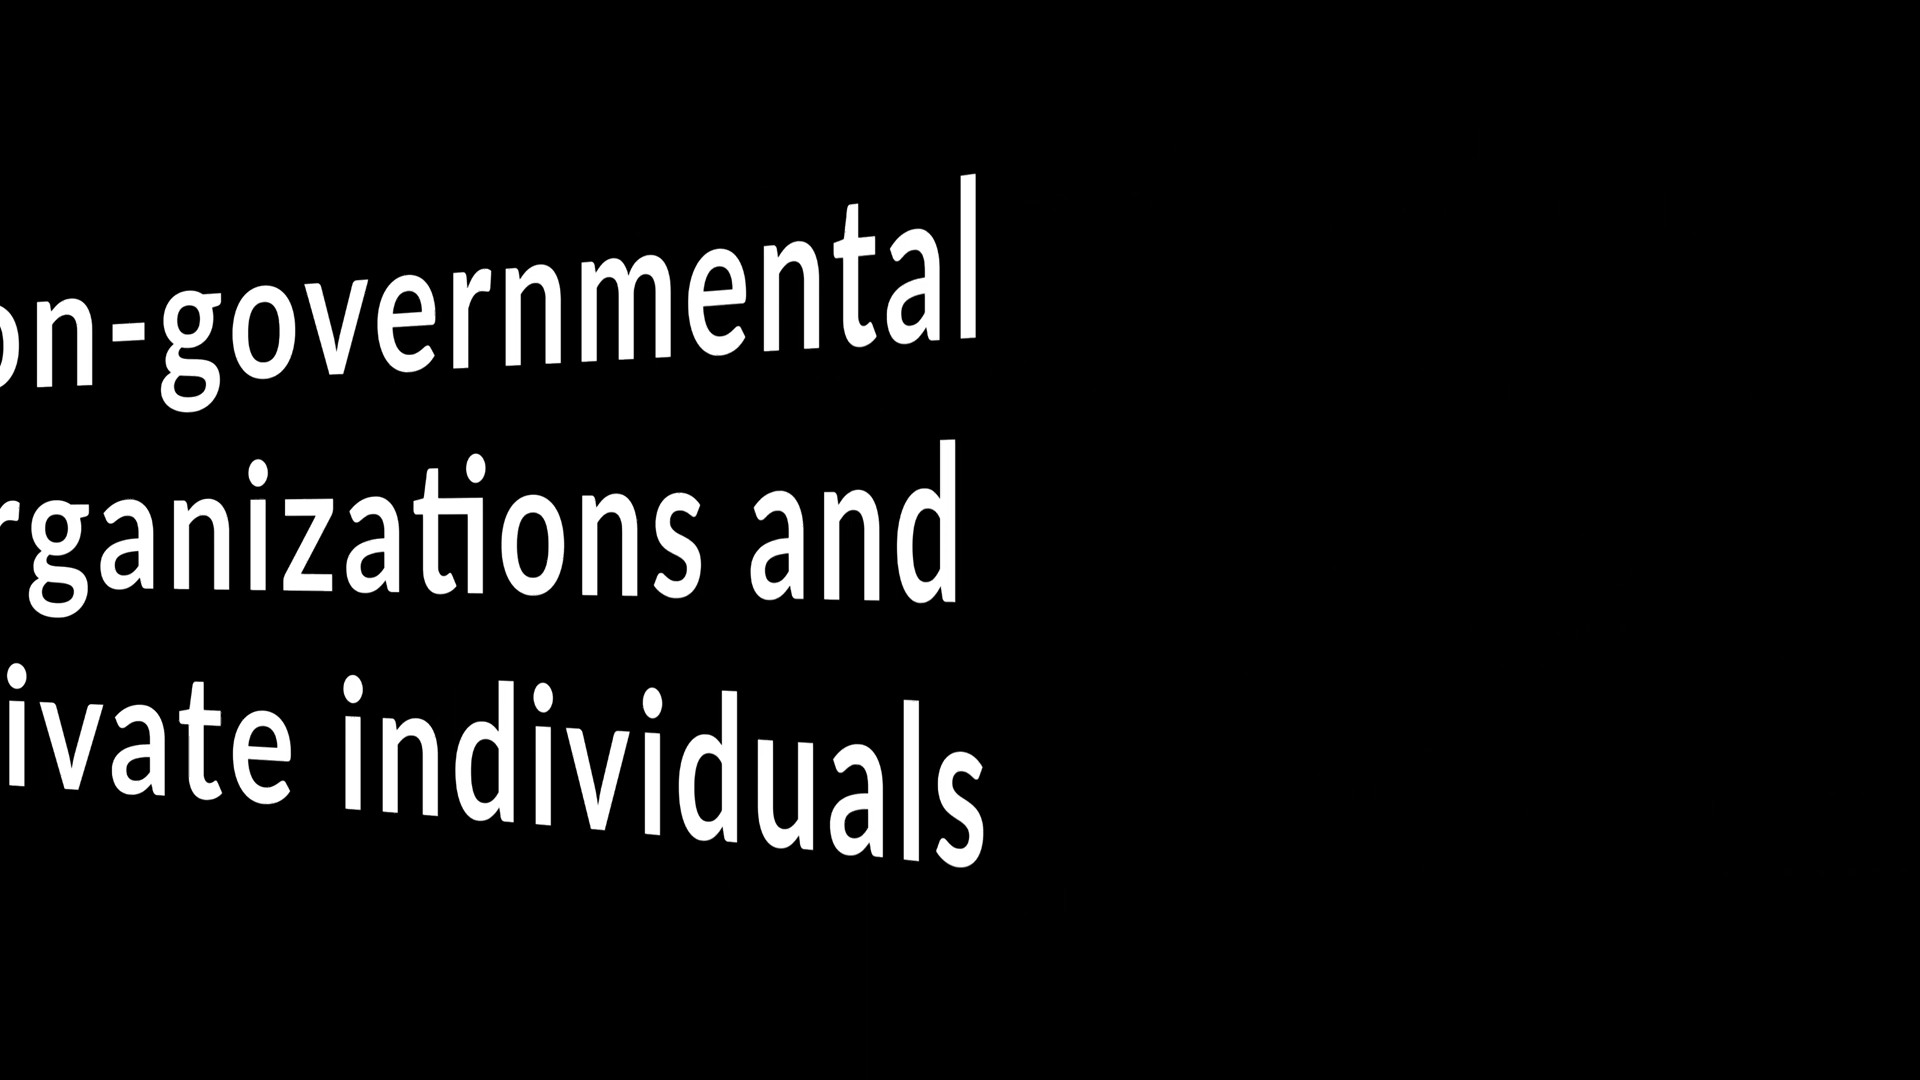 on-governmental
rganizations and
ivate individuals